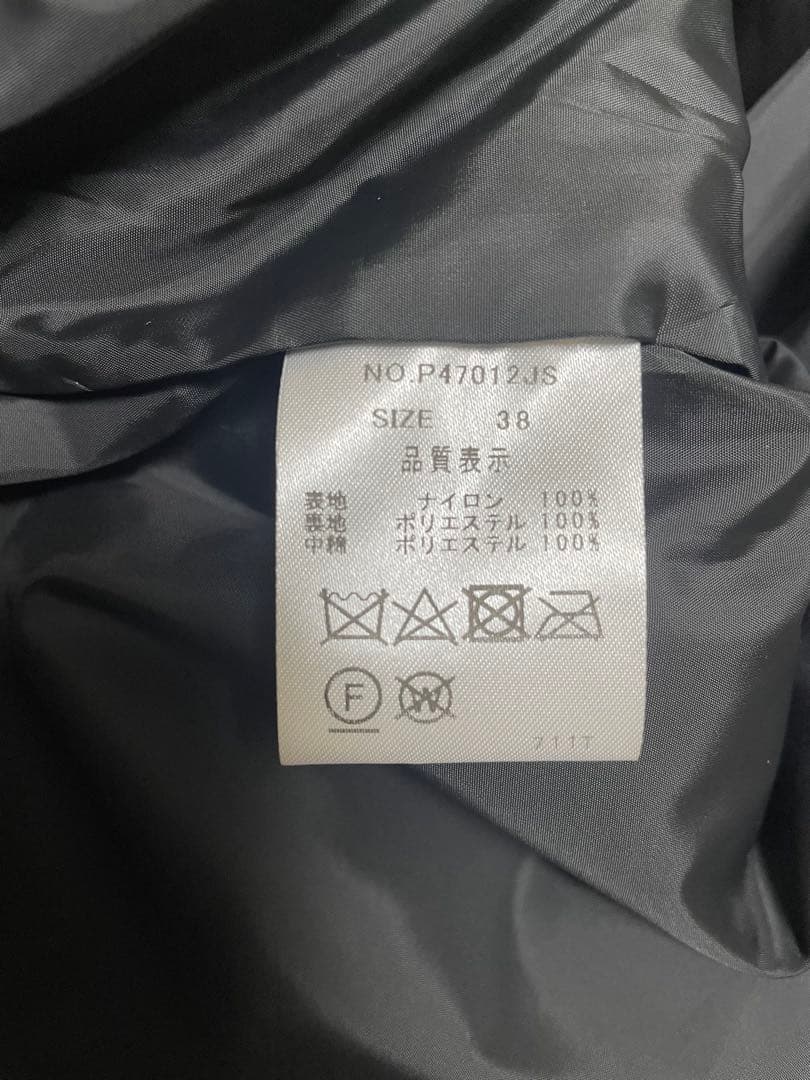 NO.P47012JS
SIZE 38
品質表示
表地 ナイロン 100%
裏地 ポリエステル 100%
中綿 ポリエステル 100%
F W
711T